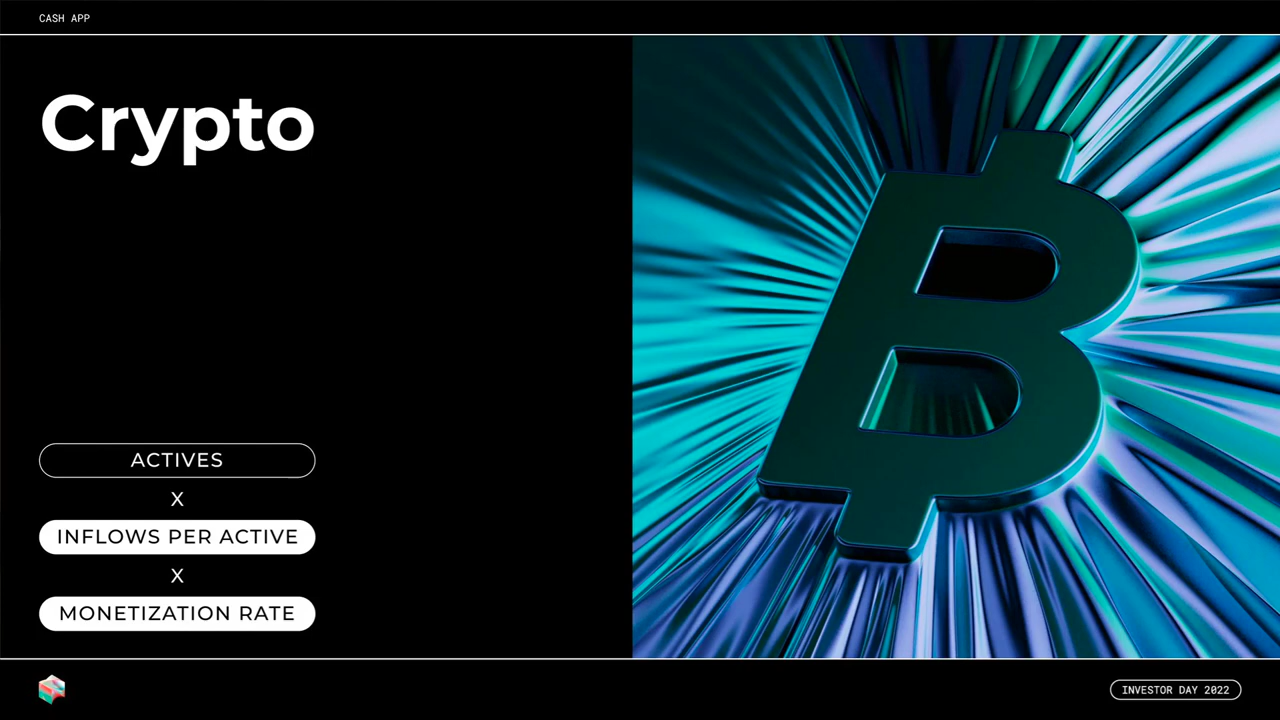 CASH APP
Crypto
ACTIVES
X
INFLOWS PER ACTIVE
X
MONETIZATION RATE
INVESTOR DAY 2022